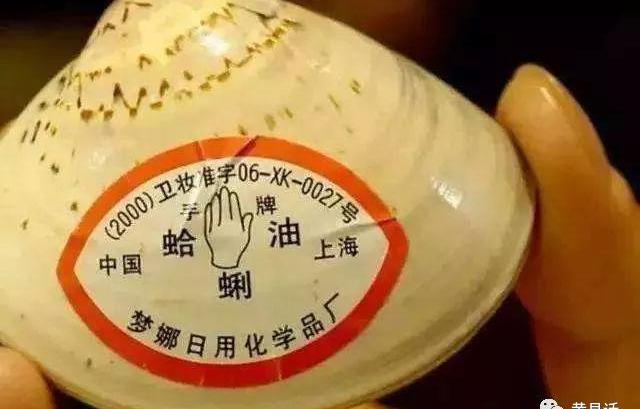 (2000)卫妆准字06-XK-0027号
手牌
蛤蜊油
中国 上海
梦娜日用化学品厂